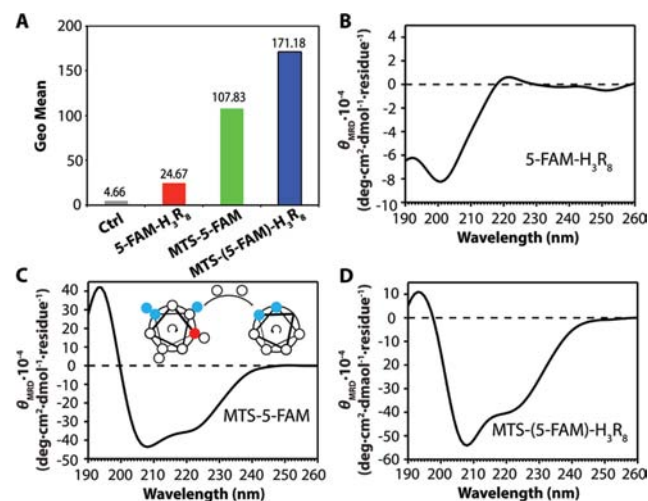 A
200
150
100
50
0
Geo Mean
4.66
24.67
107.83
171.18
Ctrl
5-FAM-H₃R₈
MTS-5-FAM
MTS-(5-FAM)-H₃R₈
B
θMRD·10⁻⁴
(deg·cm²·dmol⁻¹·residue⁻¹)
4
2
0
-2
-4
-6
-8
-10
5-FAM-H₃R₈
190 200 210 220 230 240 250 260
Wavelength (nm)
C
θMRD·10⁻⁴
(deg·cm²·dmol⁻¹·residue⁻¹)
40
30
20
10
0
-10
-20
-30
-40
-50
MTS-5-FAM
190 200 210 220 230 240 250 260
Wavelength (nm)
D
θMRD·10⁻⁴
(deg·cm²·dmaol⁻¹·residue⁻¹)
10
0
-10
-20
-30
-40
-50
-60
MTS-(5-FAM)-H₃R₈
190 200 210 220 230 240 250 260
Wavelength (nm)